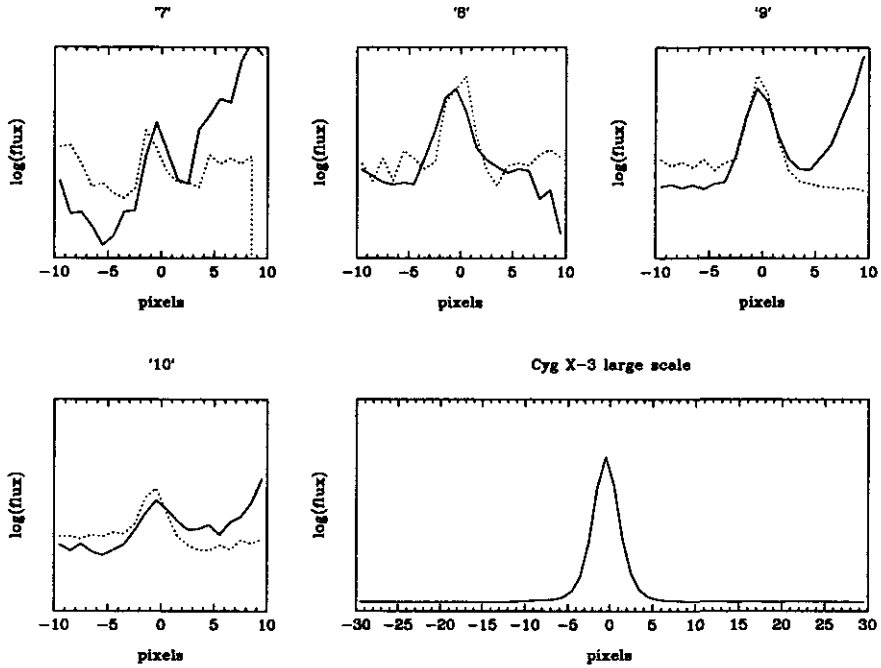 '7'
'8'
'9'
log(flux)
log(flux)
log(flux)
−10 −5 0 5 10
−10 −5 0 5 10
−10 −5 0 5 10
pixels
pixels
pixels
'10'
Cyg X−3 large scale
log(flux)
log(flux)
−10 −5 0 5 10
−30 −25 −20 −15 −10 −5 0 5 10 15 20 25 30
pixels
pixels